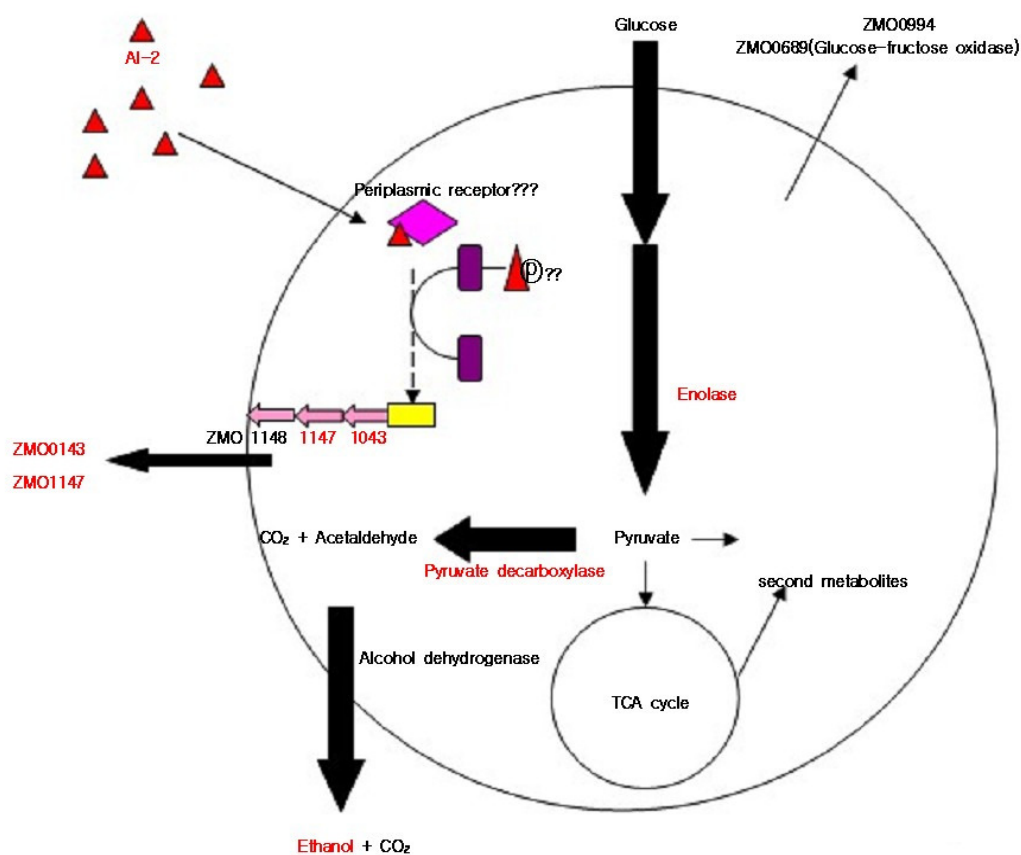 Glucose
ZMO0994
ZMO0689(Glucose-fructose oxidase)
AI-2
Periplasmic receptor???
P??
Enolase
ZMO 1148 1147 1043
ZMO0143
ZMO1147
CO₂ + Acetaldehyde
Pyruvate
Pyruvate decarboxylase
second metabolites
Alcohol dehydrogenase
TCA cycle
Ethanol + CO₂